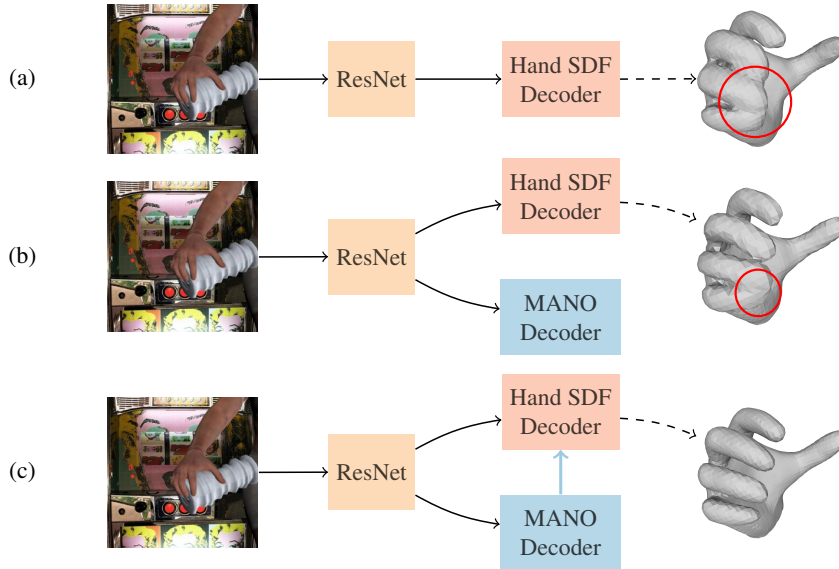 (a)
ResNet
Hand SDF
Decoder
(b)
ResNet
Hand SDF
Decoder
MANO
Decoder
(c)
ResNet
Hand SDF
Decoder
MANO
Decoder